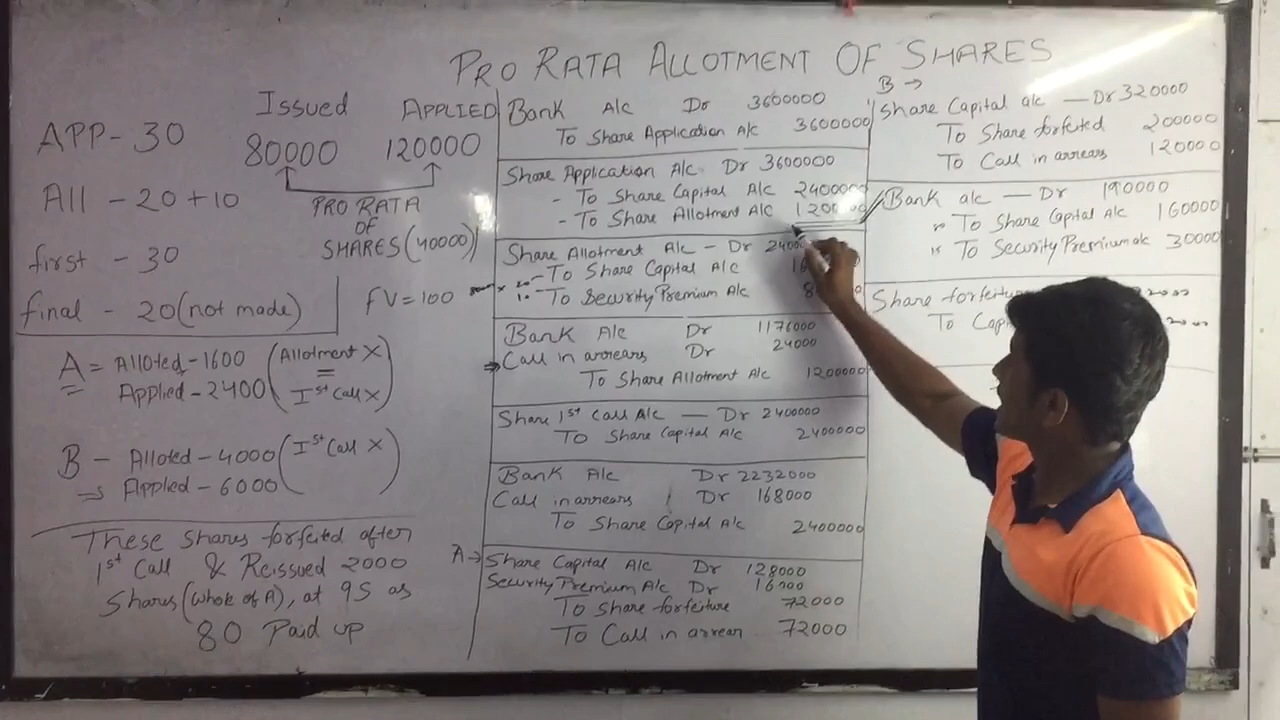 PRO RATA ALLOTMENT OF SHARES
Issued APPLIED
APP - 30 80000 120000
All - 20 + 10 PRO RATA
OF
SHARES (40000)
first - 30
final - 20 (not made) FV = 100
A = Alloted - 1600 (Allotment X)
=
Applied - 2400 (Ist Call X)
B - Alloted - 4000 (Ist Call X)
=> Applied - 6000
These shares forfeited after
1st Call & Reissued 2000
Shares (whole of A), at 95 as
80 Paid up
Bank A/c Dr 3600000
To Share Application A/c 3600000
Share Application A/c Dr 3600000
- To Share Capital A/c 2400000
- To Share Allotment A/c
Share Allotment A/c - Dr
20 - To Share Capital A/c
10 - To Security Premium A/c
Bank A/c Dr 1176000
=> Call in arrears Dr 24000
To Share Allotment A/c 1200000
Share 1st Call A/c — Dr 2400000
To Share Capital A/c 2400000
Bank A/c Dr 2232000
Call in arrears Dr 168000
To Share Capital A/c 2400000
A → Share Capital A/c Dr 128000
Security Premium A/c Dr 16000
To Share forfeiture 72000
To Call in arrear 72000
B →
Share Capital a/c — Dr 320000
To Share forfeited 200000
To Call in arrears 120000
Bank a/c — Dr 190000
" To Share Capital A/c 160000
" To Security Premium a/c 30000
Share
To